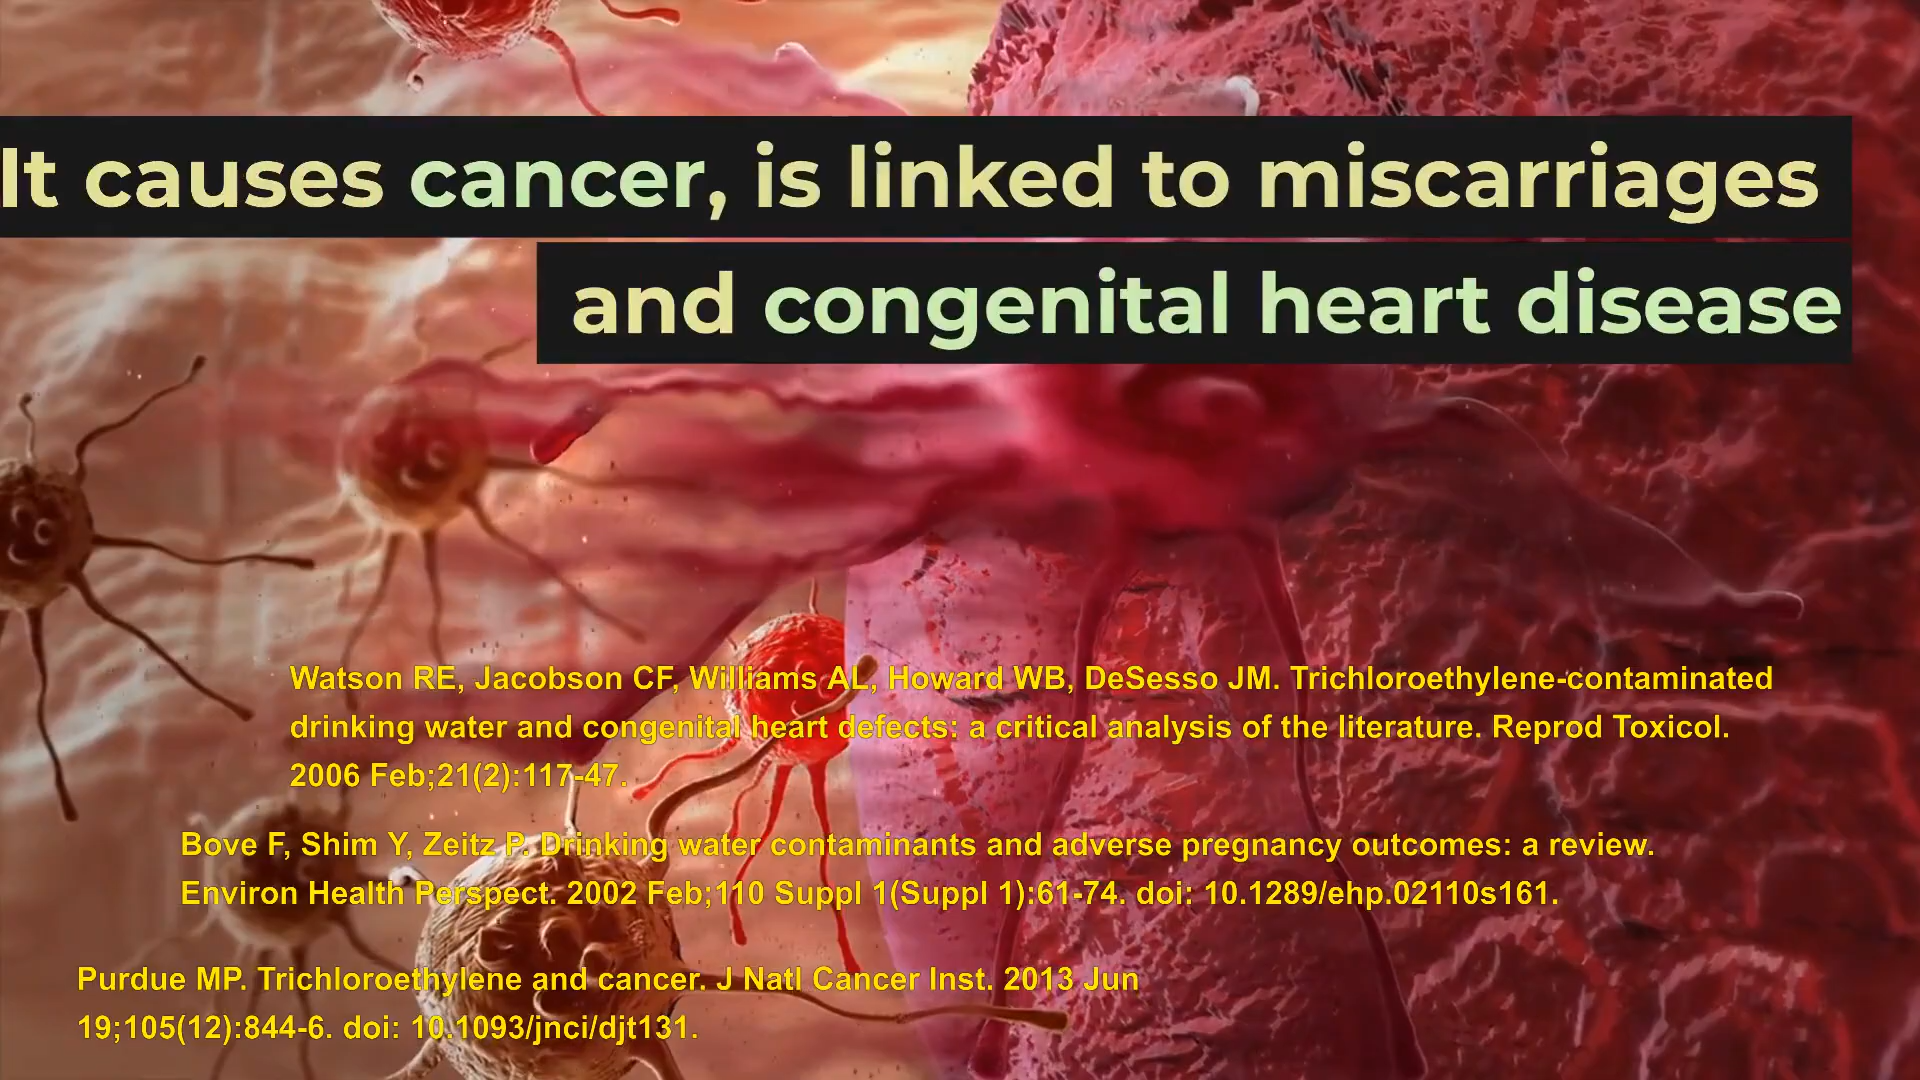 It causes cancer, is linked to miscarriages
and congenital heart disease
Watson RE, Jacobson CF, Williams AL, Howard WB, DeSesso JM. Trichloroethylene-contaminated
drinking water and congenital heart defects: a critical analysis of the literature. Reprod Toxicol.
2006 Feb;21(2):117-47.
Bove F, Shim Y, Zeitz P. Drinking water contaminants and adverse pregnancy outcomes: a review.
Environ Health Perspect. 2002 Feb;110 Suppl 1(Suppl 1):61-74. doi: 10.1289/ehp.02110s161.
Purdue MP. Trichloroethylene and cancer. J Natl Cancer Inst. 2013 Jun
19;105(12):844-6. doi: 10.1093/jnci/djt131.